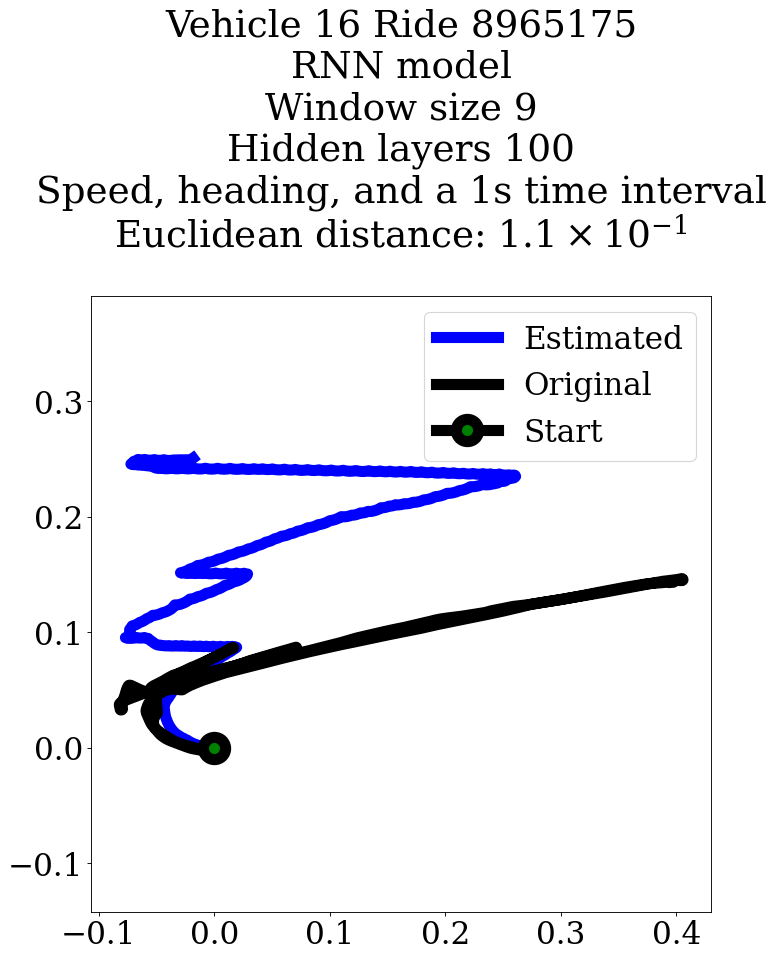 Vehicle 16 Ride 8965175
RNN model
Window size 9
Hidden layers 100
Speed, heading, and a 1s time interval
Euclidean distance: 1.1 × 10⁻¹
Estimated
Original
Start
0.3
0.2
0.1
0.0
−0.1
−0.1 0.0 0.1 0.2 0.3 0.4